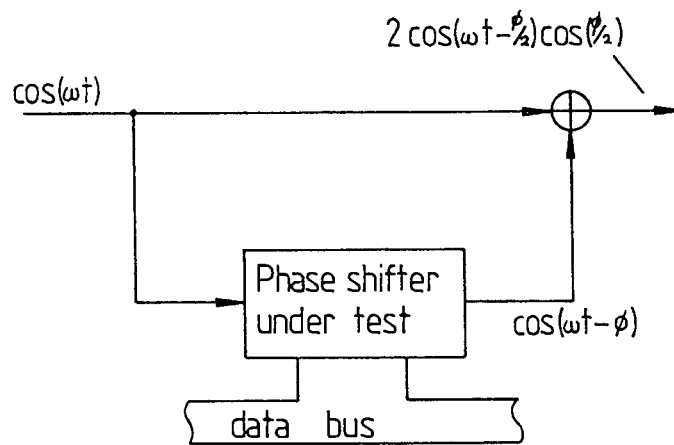 2 cos(ωt-ϕ/2)cos(ϕ/2)
cos(ωt)
Phase shifter
under test
cos(ωt-ϕ)
data bus